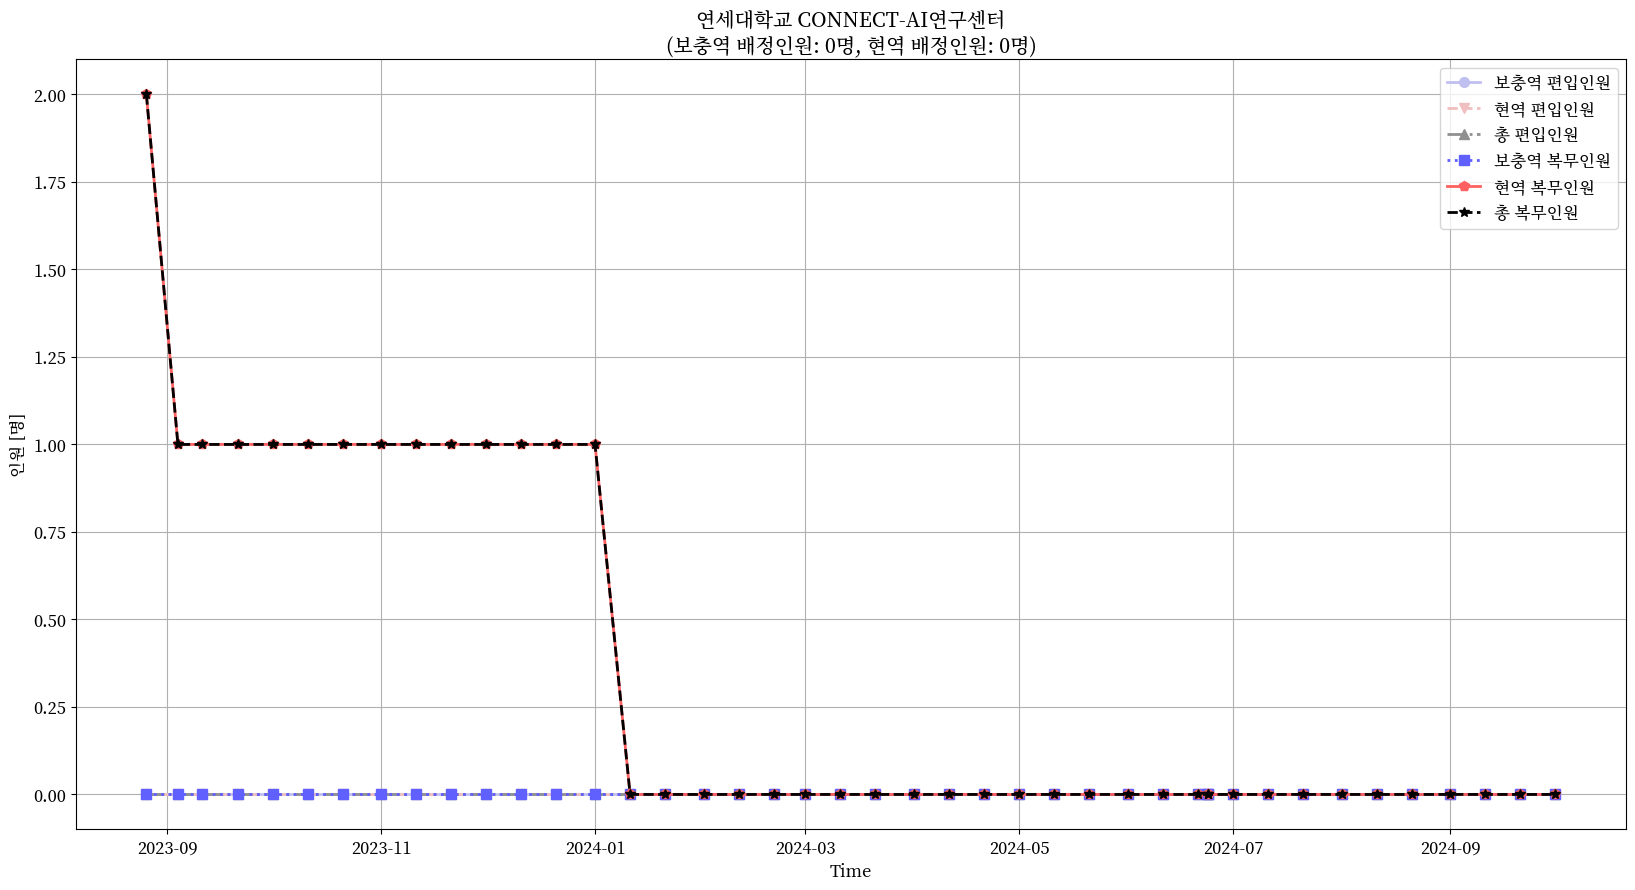 연세대학교 CONNECT-AI연구센터
(보충역 배정인원: 0명, 현역 배정인원: 0명)
보충역 편입인원
현역 편입인원
총 편입인원
보충역 복무인원
현역 복무인원
총 복무인원
2.00
1.75
1.50
1.25
1.00
0.75
0.50
0.25
0.00
인원 [명]
2023-09 2023-11 2024-01 2024-03 2024-05 2024-07 2024-09
Time